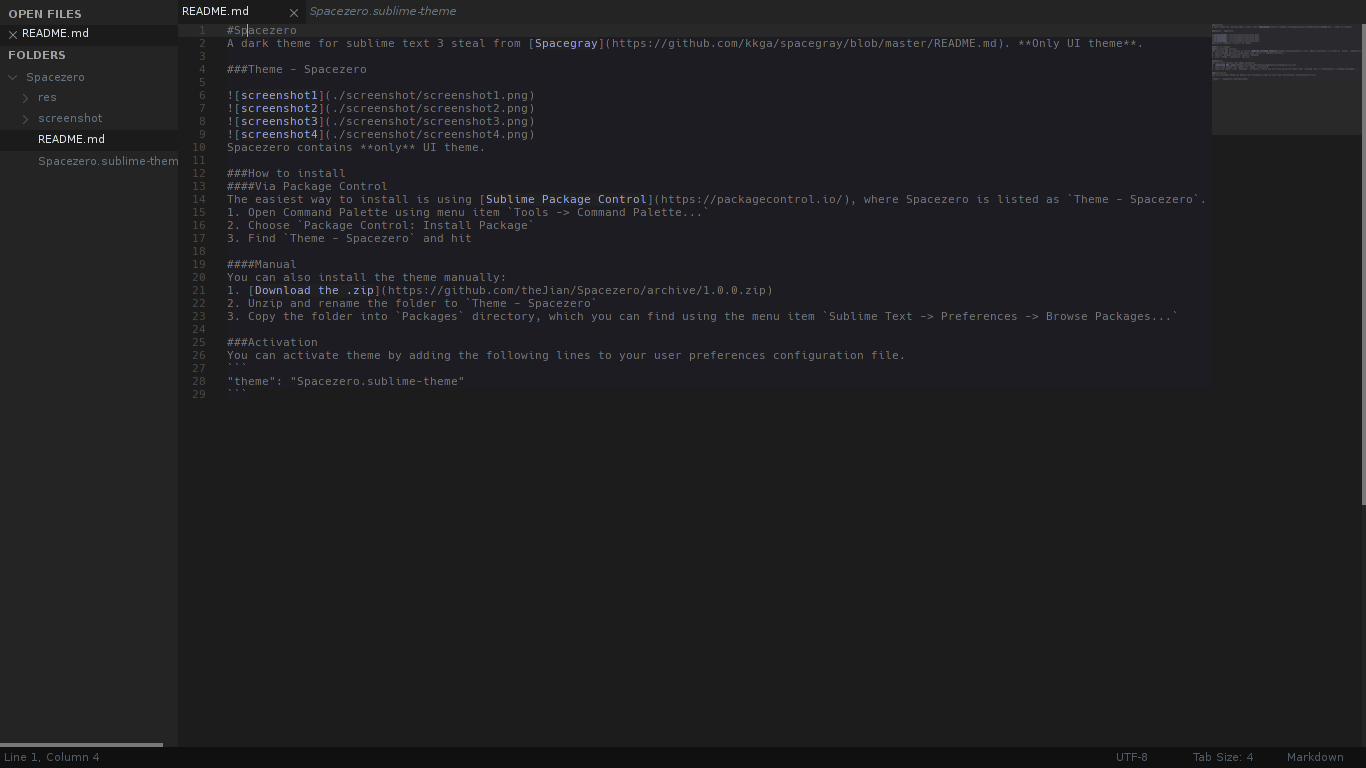 OPEN FILES
README.md
FOLDERS
Spacezero
res
screenshot
README.md
Spacezero.sublime-them
README.md
Spacezero.sublime-theme
1 #Spacezero
2 A dark theme for sublime text 3 steal from [Spacegray](https://github.com/kkga/spacegray/blob/master/README.md). **Only UI theme**.
3
4 ###Theme - Spacezero
5
6 ![screenshot1](./screenshot/screenshot1.png)
7 ![screenshot2](./screenshot/screenshot2.png)
8 ![screenshot3](./screenshot/screenshot3.png)
9 ![screenshot4](./screenshot/screenshot4.png)
10 Spacezero contains **only** UI theme.
11
12 ###How to install
13 ####Via Package Control
14 The easiest way to install is using [Sublime Package Control](https://packagecontrol.io/), where Spacezero is listed as `Theme - Spacezero`.
15 1. Open Command Palette using menu item `Tools -> Command Palette...`
16 2. Choose `Package Control: Install Package`
17 3. Find `Theme - Spacezero` and hit
18
19 ####Manual
20 You can also install the theme manually:
21 1. [Download the .zip](https://github.com/theJian/Spacezero/archive/1.0.0.zip)
22 2. Unzip and rename the folder to `Theme - Spacezero`
23 3. Copy the folder into `Packages` directory, which you can find using the menu item `Sublime Text -> Preferences -> Browse Packages...`
24
25 ###Activation
26 You can activate theme by adding the following lines to your user preferences configuration file.
27 ```
28 "theme": "Spacezero.sublime-theme"
29 ```
Line 1, Column 4
UTF-8
Tab Size: 4
Markdown